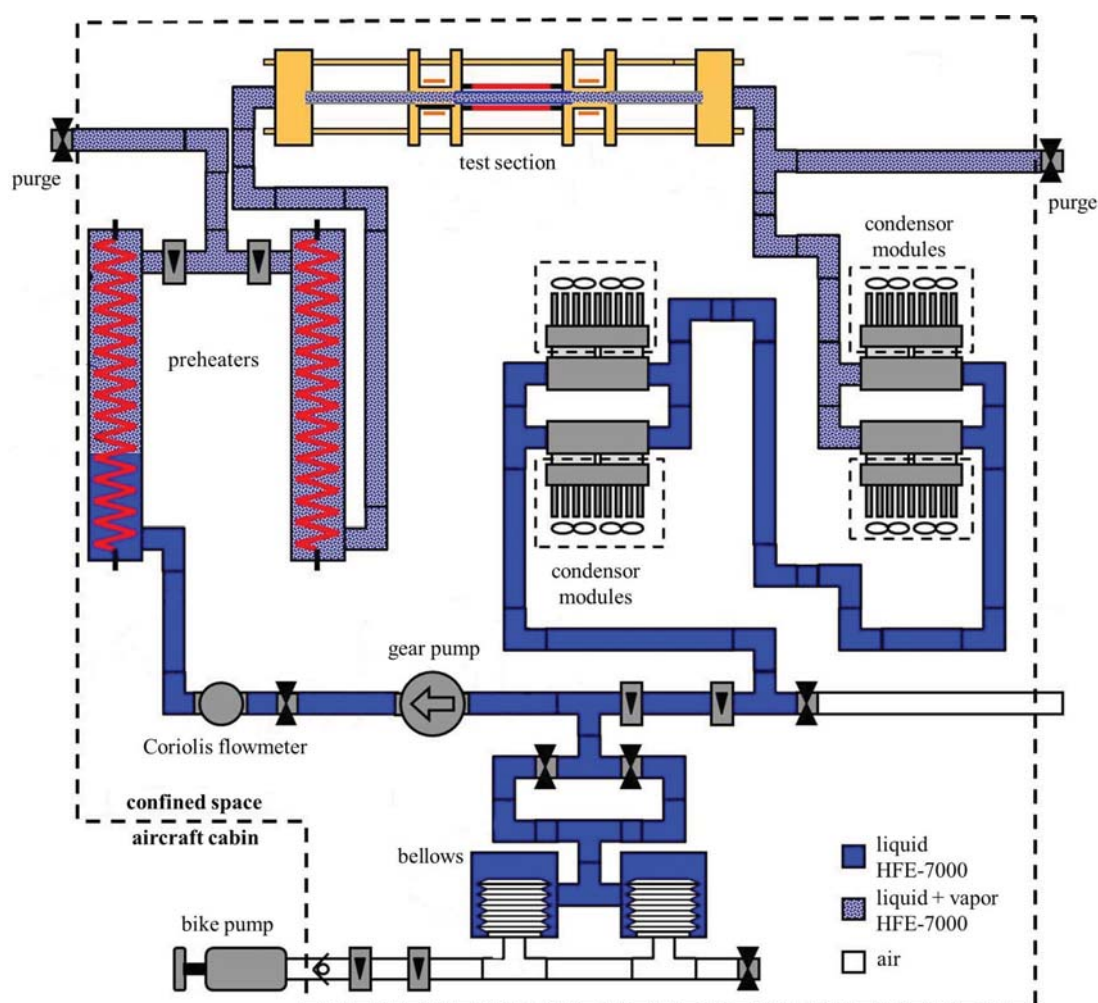 test section
purge
purge
condensor
modules
preheaters
condensor
modules
gear pump
Coriolis flowmeter
confined space
aircraft cabin
bellows
bike pump
liquid
HFE-7000
liquid + vapor
HFE-7000
air